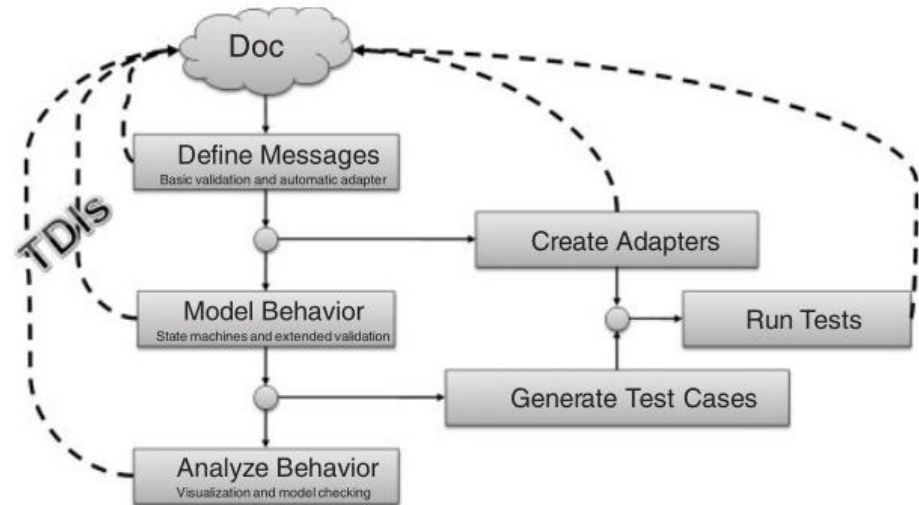 Doc
Define Messages
Basic validation and automatic adapter
TDIs
Create Adapters
Model Behavior
State machines and extended validation
Run Tests
Generate Test Cases
Analyze Behavior
Visualization and model checking